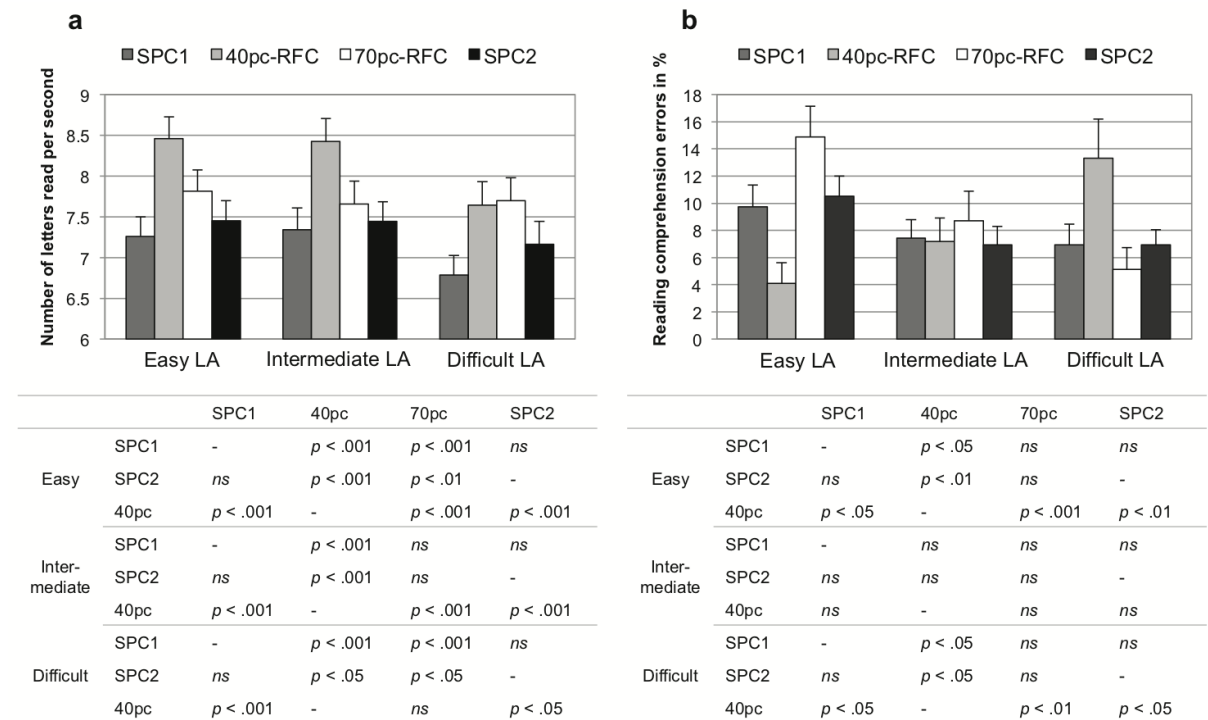 a
SPC1 40pc-RFC 70pc-RFC SPC2
Number of letters read per second
9
8.5
8
7.5
7
6.5
6
Easy LA Intermediate LA Difficult LA
SPC1 40pc 70pc SPC2
Easy
SPC1 - p < .001 p < .001 ns
SPC2 ns p < .001 p < .01 -
40pc p < .001 - p < .001 p < .001
Inter-
mediate
SPC1 - p < .001 ns ns
SPC2 ns p < .001 ns -
40pc p < .001 - p < .001 p < .001
Difficult
SPC1 - p < .001 p < .001 ns
SPC2 ns p < .05 p < .05 -
40pc p < .001 - ns p < .05
b
SPC1 40pc-RFC 70pc-RFC SPC2
Reading comprehension errors in %
18
16
14
12
10
8
6
4
2
0
Easy LA Intermediate LA Difficult LA
SPC1 40pc 70pc SPC2
Easy
SPC1 - p < .05 ns ns
SPC2 ns p < .01 ns -
40pc p < .05 - p < .001 p < .01
Inter-
mediate
SPC1 - ns ns ns
SPC2 ns ns ns -
40pc ns - ns ns
Difficult
SPC1 - p < .05 ns ns
SPC2 ns p < .05 ns -
40pc p < .05 - p < .01 p < .05